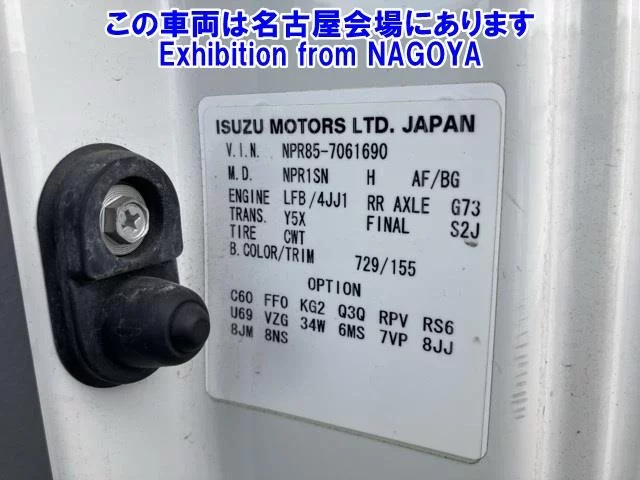 この車両は名古屋会場にあります
Exhibition from NAGOYA
ISUZU MOTORS LTD. JAPAN
V.I.N. NPR85-7061690
M.D. NPR1SN H AF/BG
ENGINE LFB/4JJ1 RR AXLE G73
TRANS. Y5X FINAL S2J
TIRE CWT
B.COLOR/TRIM 729/155
OPTION
C60 FFO KG2 Q3Q RPV RS6
U69 VZG 34W 6MS 7VP 8JJ
8JM 8NS